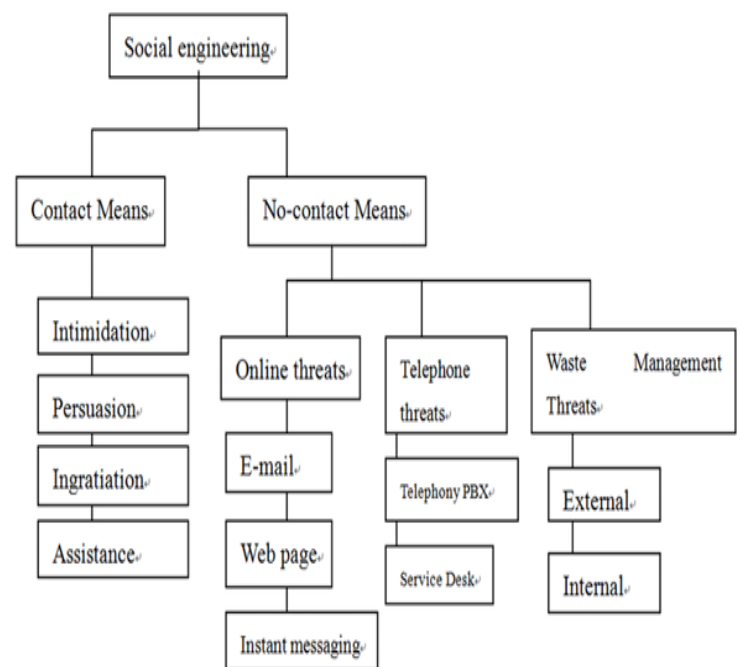 Social engineering
Contact Means
No-contact Means
Intimidation
Persuasion
Ingratiation
Assistance
Online threats
E-mail
Web page
Instant messaging
Telephone
threats
Telephony PBX
Service Desk
Waste Management
Threats
External
Internal